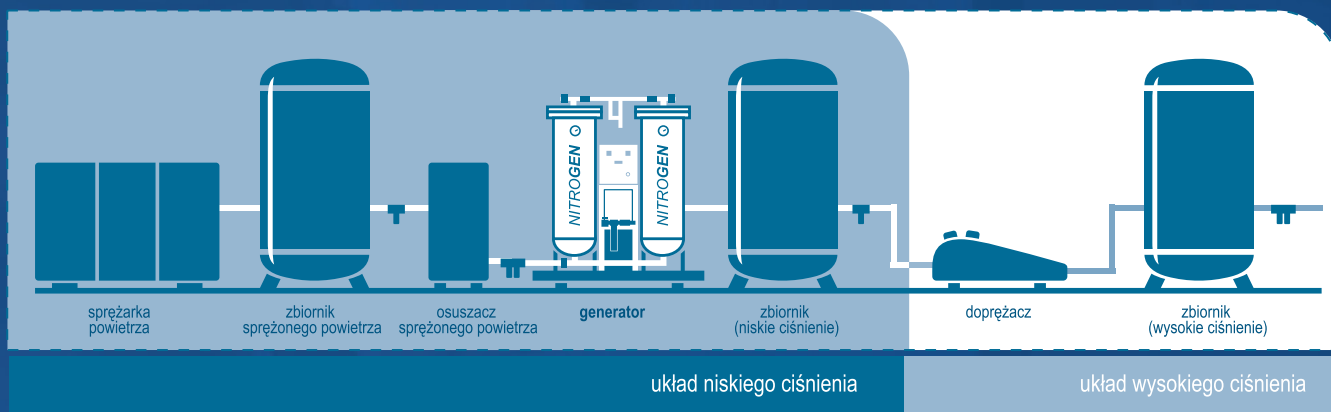 NITROGEN
NITROGEN
sprężarka
powietrza
zbiornik
sprężonego powietrza
osuszacz
sprężonego powietrza
generator
zbiornik
(niskie ciśnienie)
doprężacz
zbiornik
(wysokie ciśnienie)
układ niskiego ciśnienia
układ wysokiego ciśnienia